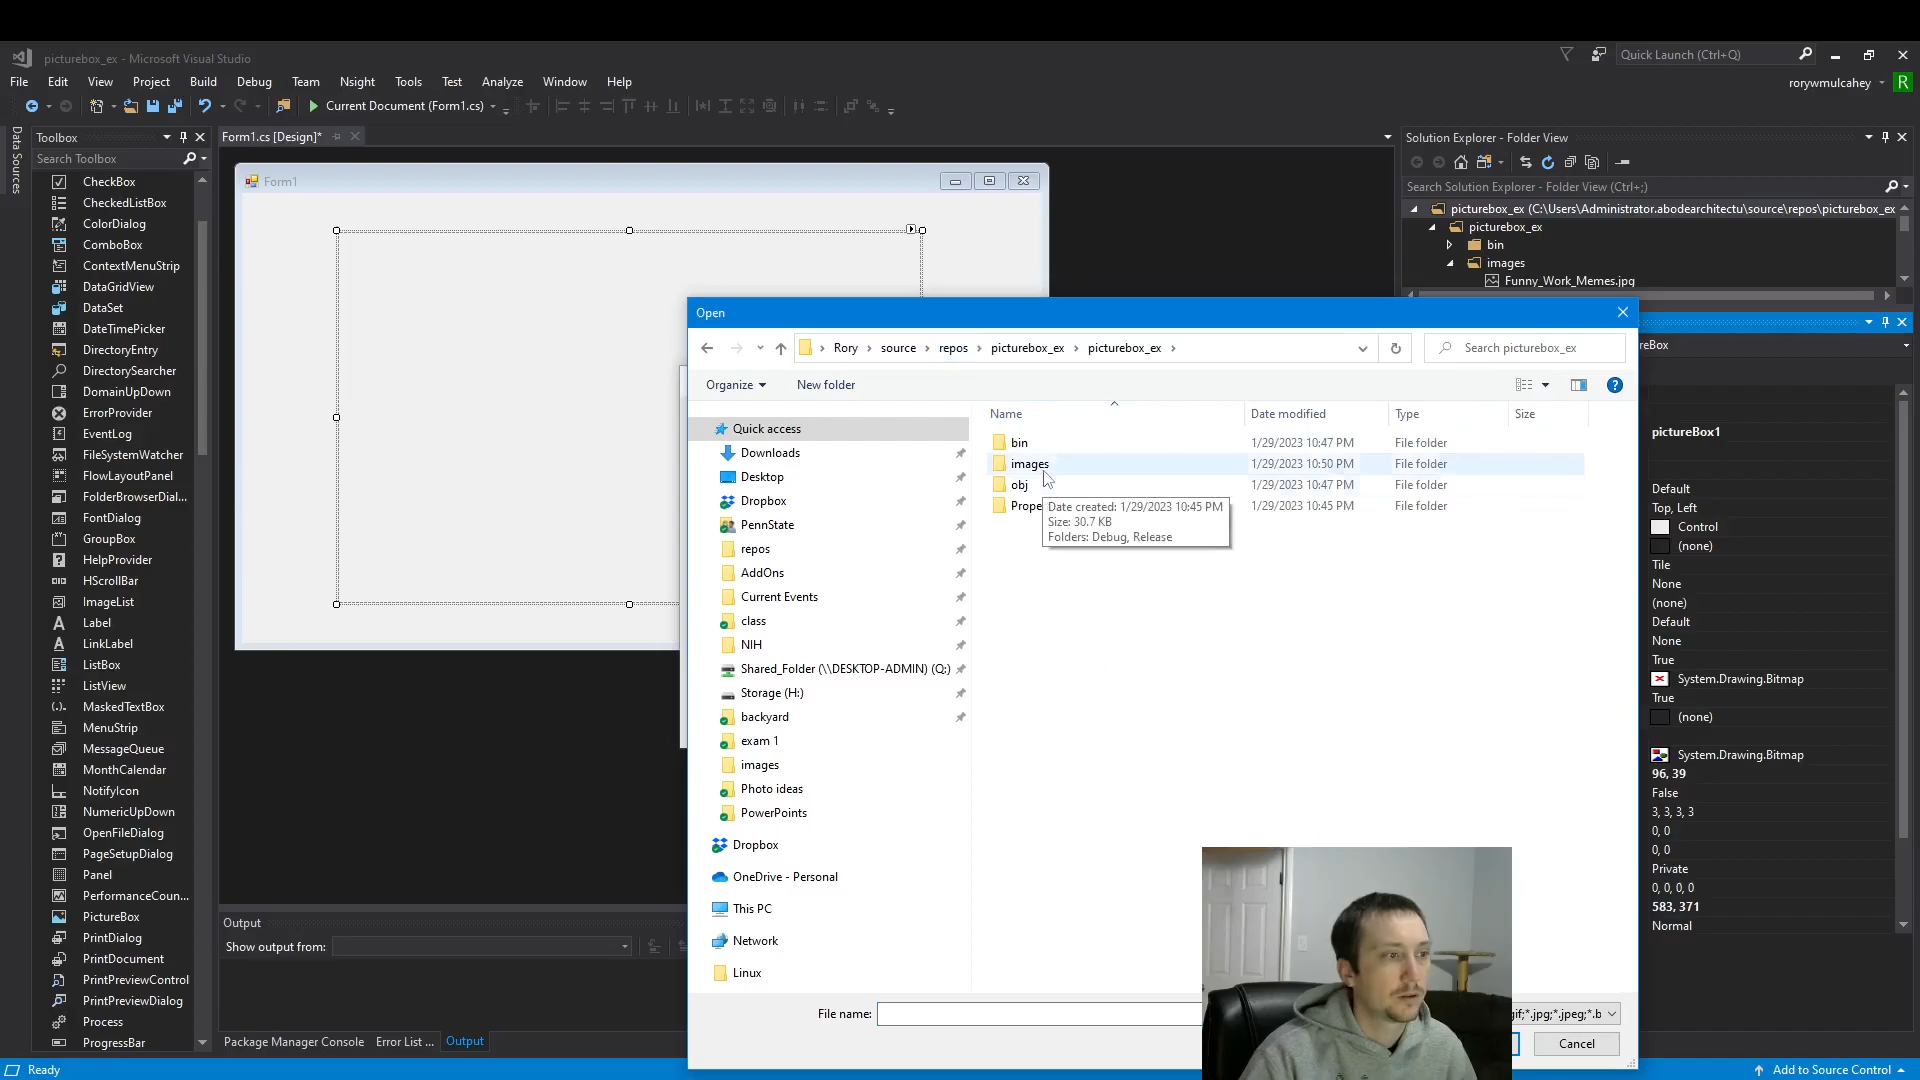 picturebox_ex - Microsoft Visual Studio
Quick Launch (Ctrl+Q)
File Edit View Project Build Debug Team Nsight Tools Test Analyze Window Help
rorywmulcahey R
Current Document (Form1.cs)
Data Sources
Toolbox
Search Toolbox
CheckBox
CheckedListBox
ColorDialog
ComboBox
ContextMenuStrip
DataGridView
DataSet
DateTimePicker
DirectoryEntry
DirectorySearcher
DomainUpDown
ErrorProvider
EventLog
FileSystemWatcher
FlowLayoutPanel
FolderBrowserDial...
FontDialog
GroupBox
HelpProvider
HScrollBar
ImageList
Label
LinkLabel
ListBox
ListView
MaskedTextBox
MenuStrip
MessageQueue
MonthCalendar
NotifyIcon
NumericUpDown
OpenFileDialog
PageSetupDialog
Panel
PerformanceCoun...
PictureBox
PrintDialog
PrintDocument
PrintPreviewControl
PrintPreviewDialog
Process
ProgressBar
Form1.cs [Design]*
Form1
Solution Explorer - Folder View
Search Solution Explorer - Folder View (Ctrl+;)
picturebox_ex (C:\Users\Administrator.abodearchitectu\source\repos\picturebox_ex
picturebox_ex
bin
images
Funny_Work_Memes.jpg
Open
Rory source repos picturebox_ex picturebox_ex
Search picturebox_ex
Organize New folder
Name Date modified Type Size
bin 1/29/2023 10:47 PM File folder
images 1/29/2023 10:50 PM File folder
obj 1/29/2023 10:47 PM File folder
Prope 1/29/2023 10:45 PM File folder
Date created: 1/29/2023 10:45 PM
Size: 30.7 KB
Folders: Debug, Release
Quick access
Downloads
Desktop
Dropbox
PennState
repos
AddOns
Current Events
class
NIH
Shared_Folder (\\DESKTOP-ADMIN) (Q:)
Storage (H:)
backyard
exam 1
images
Photo ideas
PowerPoints
Dropbox
OneDrive - Personal
This PC
Network
Linux
File name:
gif;*.jpg;*.jpeg;*.b
Cancel
reBox
pictureBox1
Default
Top, Left
Control
(none)
Tile
None
(none)
Default
None
True
System.Drawing.Bitmap
True
(none)
System.Drawing.Bitmap
96, 39
False
3, 3, 3, 3
0, 0
0, 0
Private
0, 0, 0, 0
583, 371
Normal
Output
Show output from:
Package Manager Console Error List ... Output
Ready
Add to Source Control